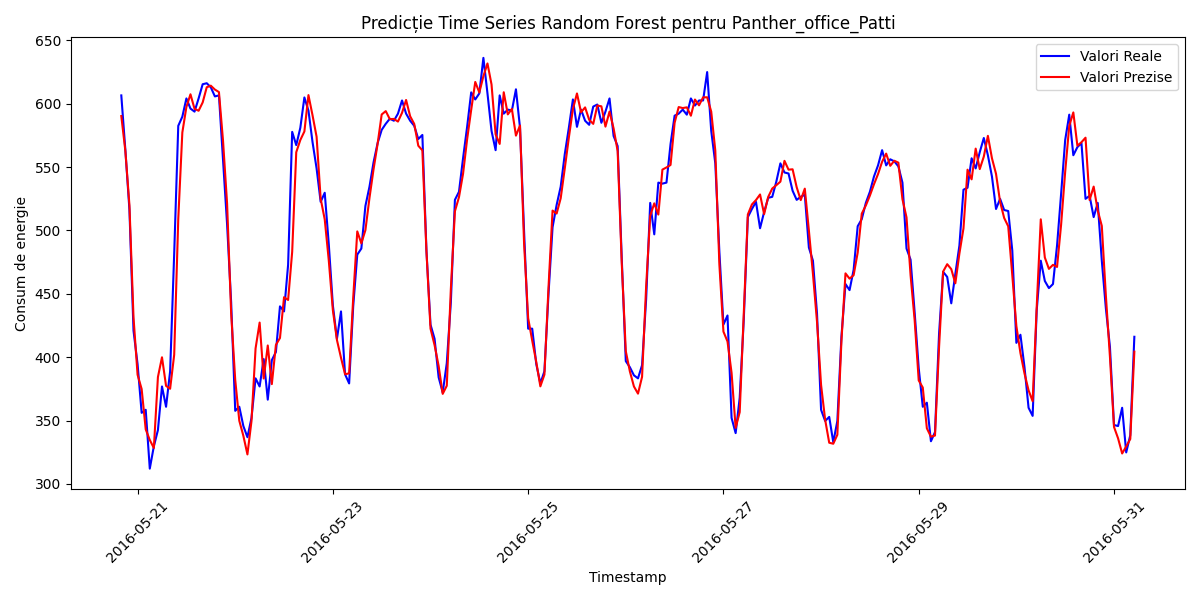 Predicție Time Series Random Forest pentru Panther_office_Patti
Valori Reale
Valori Prezise
Consum de energie
650
600
550
500
450
400
350
300
2016-05-21
2016-05-23
2016-05-25
2016-05-27
2016-05-29
2016-05-31
Timestamp